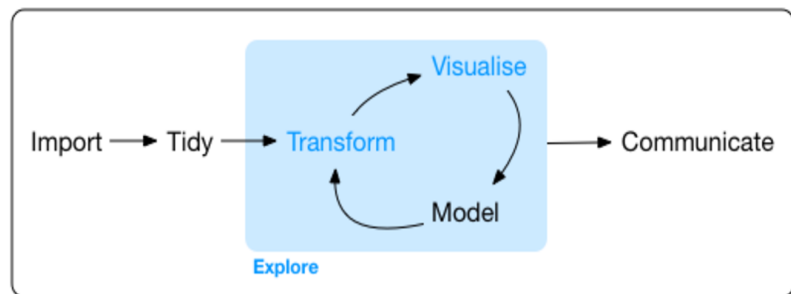 Visualise
Import Tidy Transform Communicate
Model
Explore